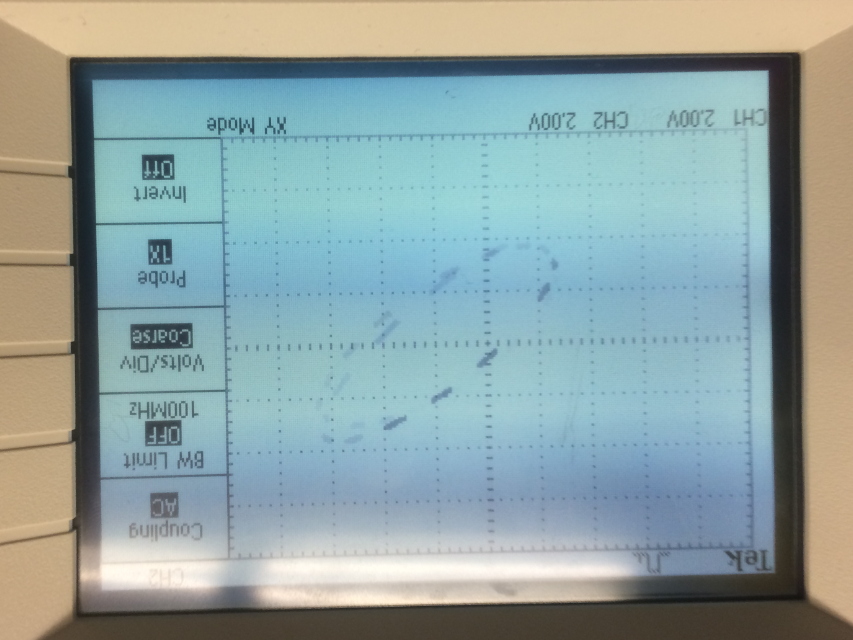 Tek
CH2
Coupling
AC
BW Limit
OFF
100MHz
Volts/Div
Coarse
Probe
1X
Invert
Off
CH1 2.00V CH2 2.00V XY Mode